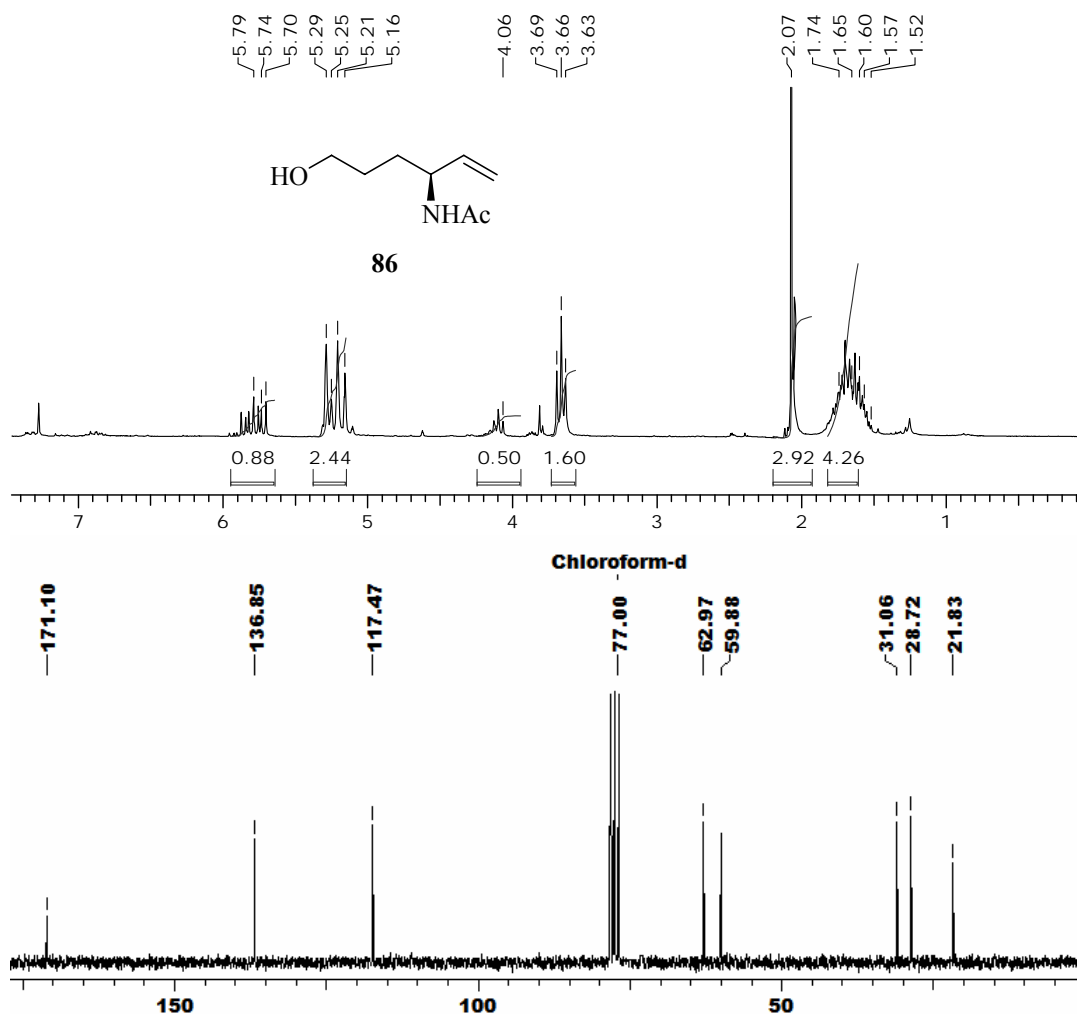 5.79 5.74 5.70 5.29 5.25 5.21 5.16 4.06 3.69 3.66 3.63 2.07 1.74 1.65 1.60 1.57 1.52
HO
NHAc
86
0.88 2.44 0.50 1.60 2.92 4.26
7 6 5 4 3 2 1
Chloroform-d
171.10 136.85 117.47 77.00 62.97 59.88 31.06 28.72 21.83
150 100 50